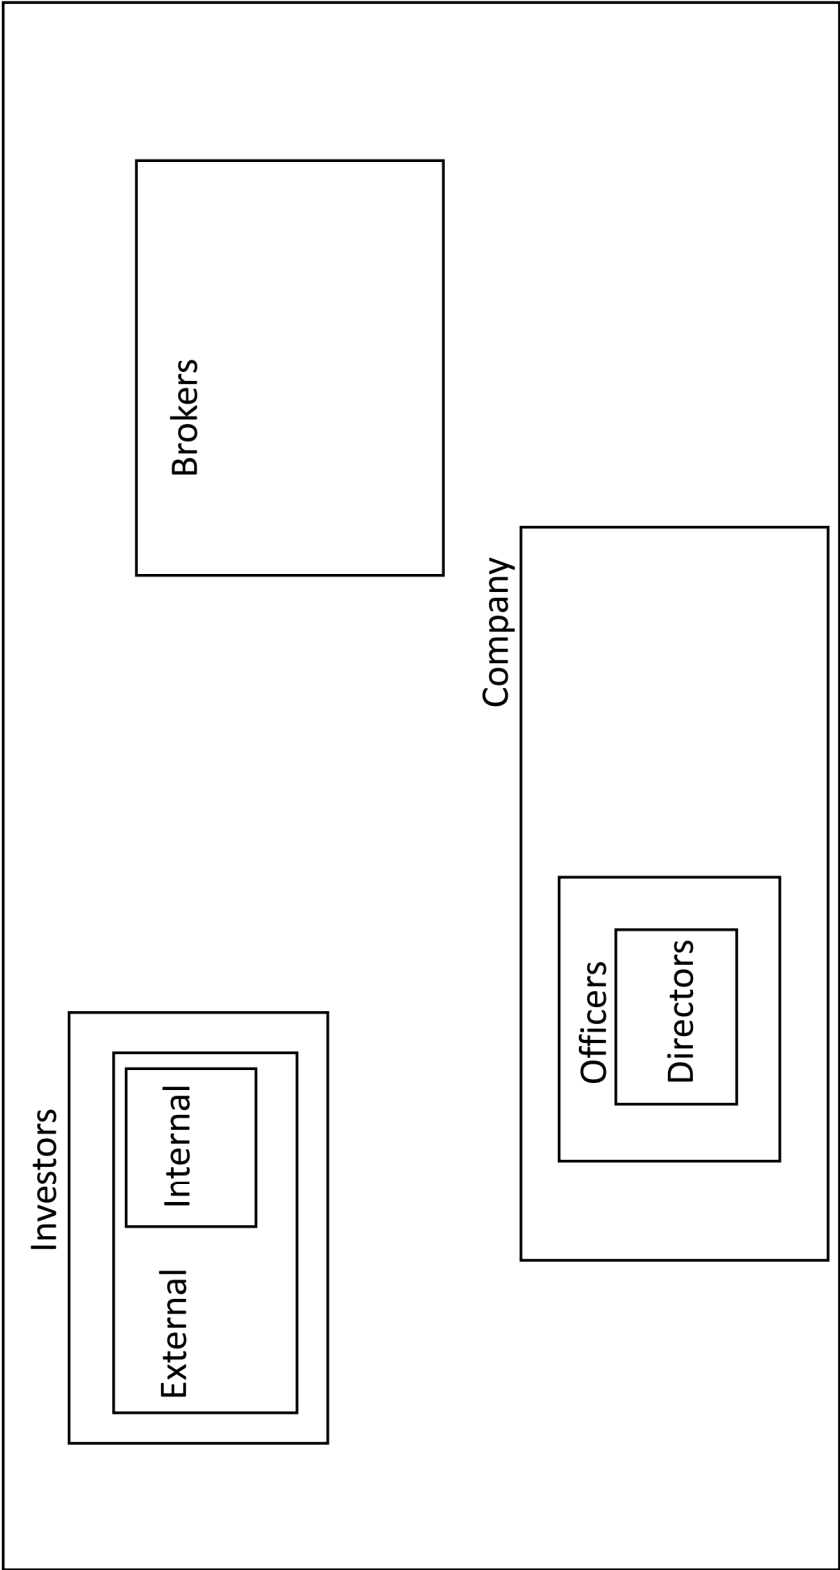 Investors
External
Internal
Brokers
Company
Officers
Directors